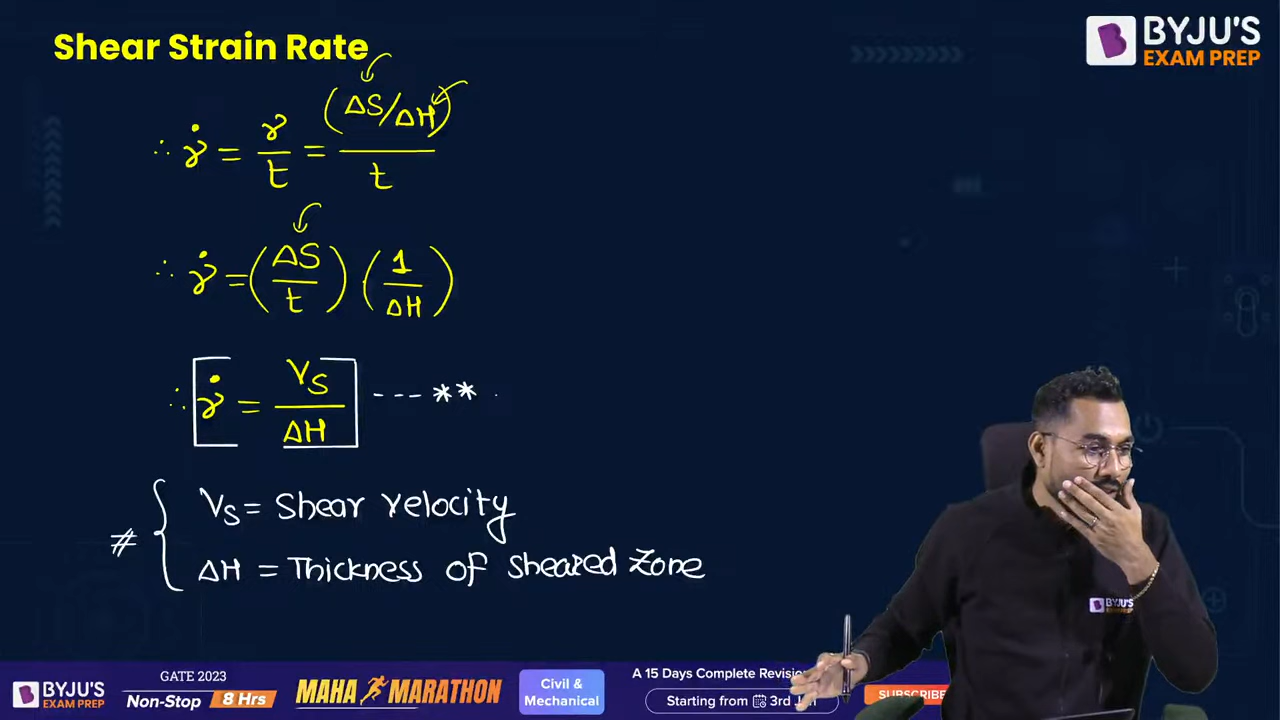 Shear Strain Rate
BYJU'S
EXAM PREP
∴ γ̇ = γ/t = (ΔS/ΔH)/t
∴ γ̇ = (ΔS/t) (1/ΔH)
∴ γ̇ = Vs/ΔH ---**
# { Vs = Shear velocity
ΔH = Thickness of sheared zone
BYJU'S
BYJU'S
EXAM PREP
GATE 2023
Non-Stop 8 Hrs
MAHA MARATHON
Civil &
Mechanical
A 15 Days Complete
Starting from 3rd
SUBSCRIBE